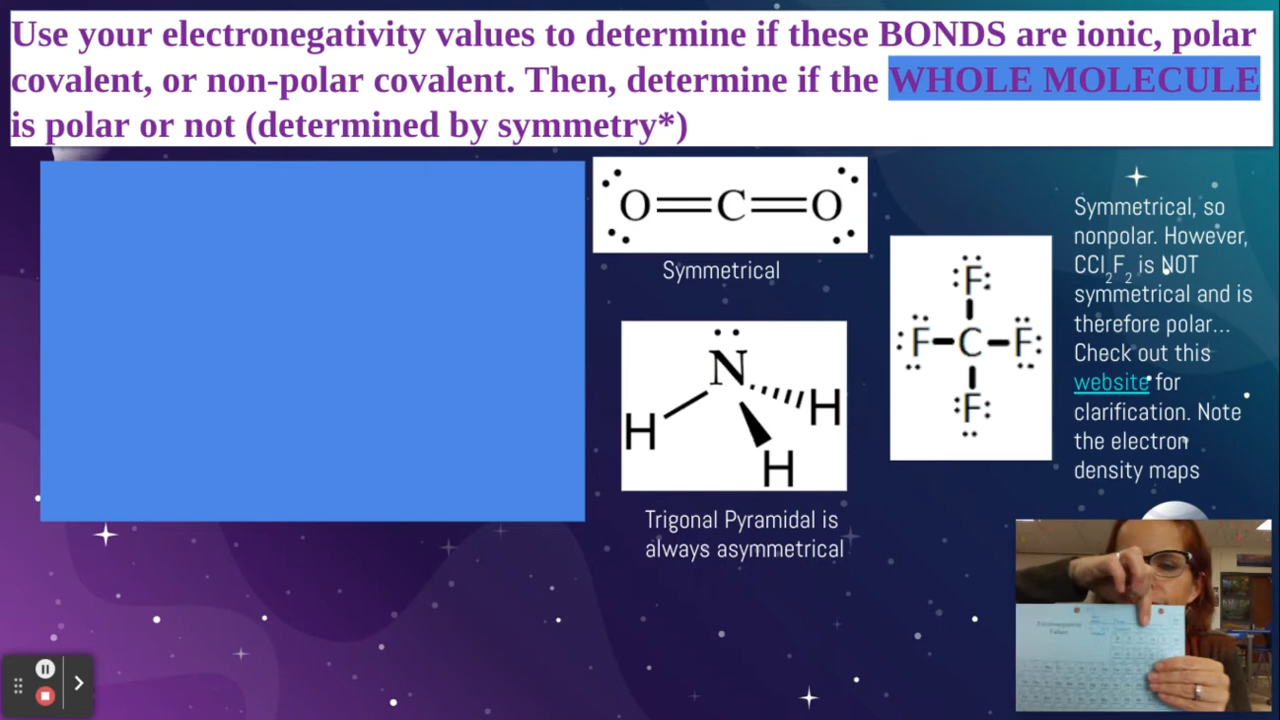 Use your electronegativity values to determine if these BONDS are ionic, polar
covalent, or non-polar covalent. Then, determine if the WHOLE MOLECULE
is polar or not (determined by symmetry*)
O C O
Symmetrical
N
H H
H
Trigonal Pyramidal is
always asymmetrical
F
F C F
F
Symmetrical, so
nonpolar. However,
CCl2F2 is NOT
symmetrical and is
therefore polar...
Check out this
website for
clarification. Note
the electron
density maps